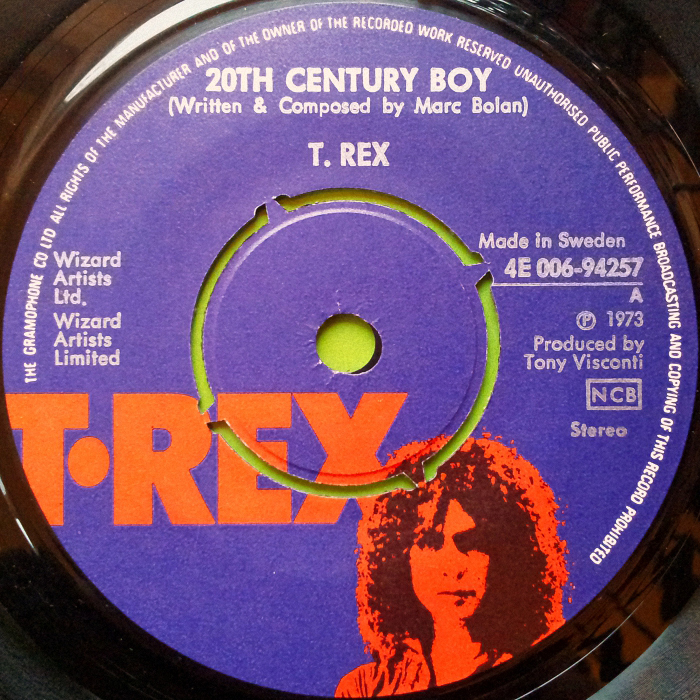 THE GRAMOPHONE CO LTD ALL RIGHTS OF THE MANUFACTURER AND OF THE OWNER OF THE RECORDED WORK RESERVED UNAUTHORISED PUBLIC PERFORMANCE BROADCASTING AND COPYING OF THIS RECORD PROHIBITED
20TH CENTURY BOY
(Written & Composed by Marc Bolan)
T. REX
Wizard
Artists
Ltd.
Wizard
Artists
Limited
Made in Sweden
4E 006-94257
A
℗ 1973
Produced by
Tony Visconti
NCB
Stereo
T·REX